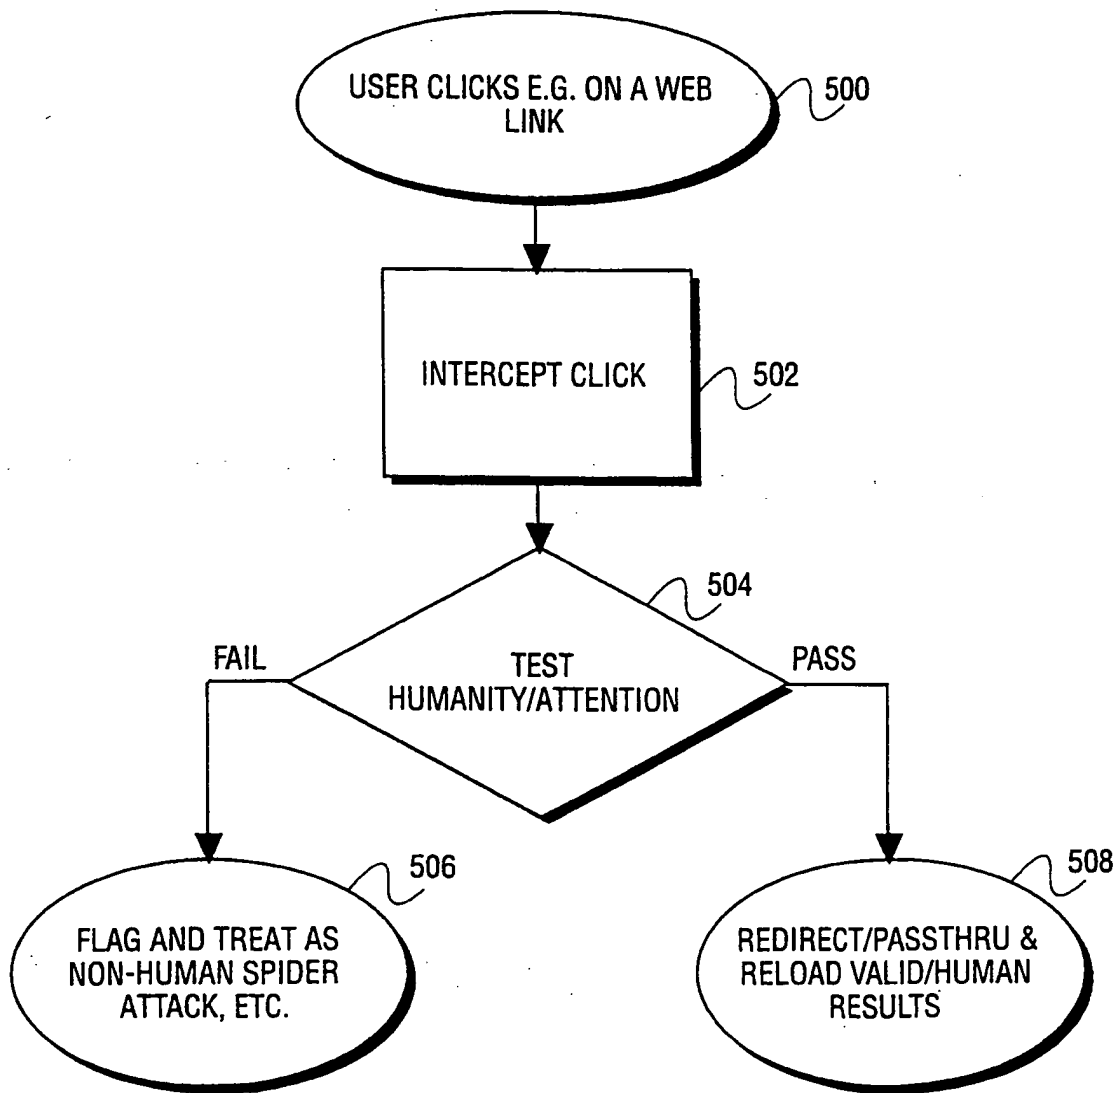 USER CLICKS E.G. ON A WEB
LINK
500
INTERCEPT CLICK
502
504
FAIL
TEST
HUMANITY/ATTENTION
PASS
506
FLAG AND TREAT AS
NON-HUMAN SPIDER
ATTACK, ETC.
508
REDIRECT/PASSTHRU &
RELOAD VALID/HUMAN
RESULTS